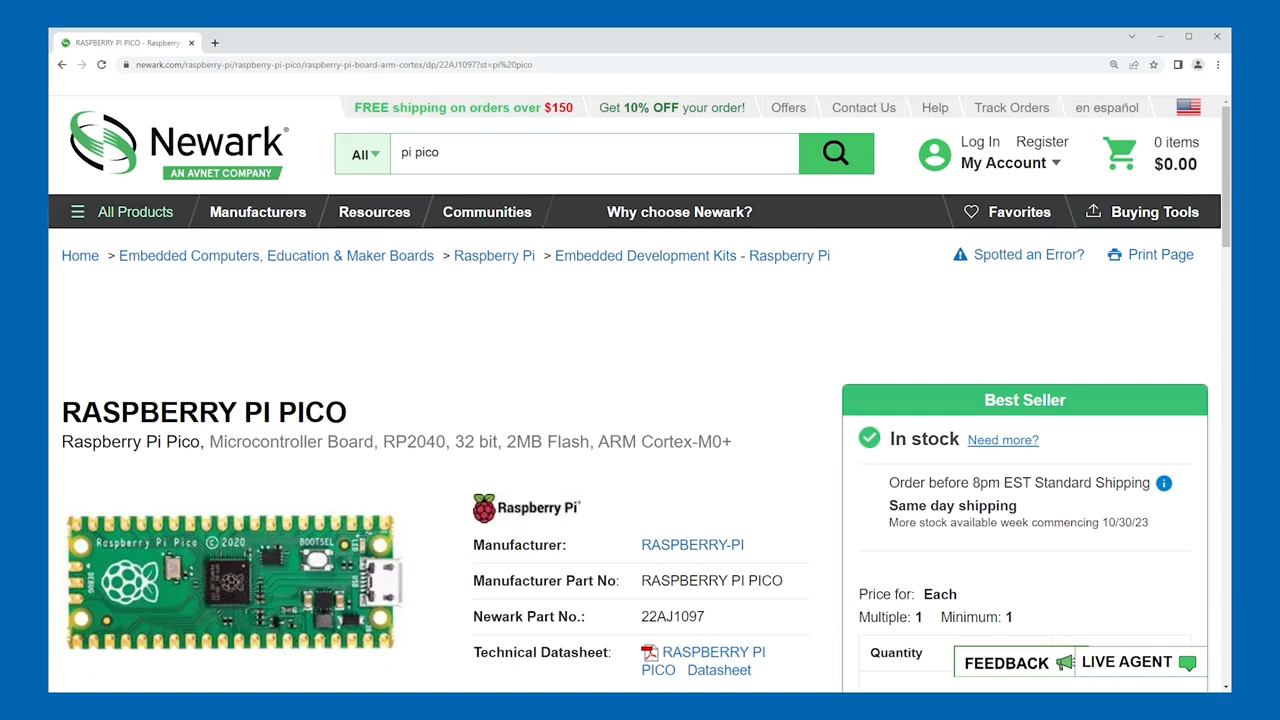 RASPBERRY PI PICO - Raspberry
newark.com/raspberry-pi/raspberry-pi-pico/raspberry-pi-board-arm-cortex/dp/22AJ1097?st=pi%20pico
FREE shipping on orders over $150
Get 10% OFF your order!
Offers
Contact Us
Help
Track Orders
en español
Newark®
AN AVNET COMPANY
All
pi pico
Log In Register
My Account
0 items
$0.00
All Products
Manufacturers
Resources
Communities
Why choose Newark?
Favorites
Buying Tools
Home > Embedded Computers, Education & Maker Boards > Raspberry Pi > Embedded Development Kits - Raspberry Pi
Spotted an Error?
Print Page
RASPBERRY PI PICO
Raspberry Pi Pico, Microcontroller Board, RP2040, 32 bit, 2MB Flash, ARM Cortex-M0+
Best Seller
In stock Need more?
Order before 8pm EST Standard Shipping
Same day shipping
More stock available week commencing 10/30/23
Price for: Each
Multiple: 1 Minimum: 1
Quantity
FEEDBACK
LIVE AGENT
Raspberry Pi Pico © 2020
BOOTSEL
LED
USB
DEBUG
Raspberry Pi
Manufacturer: RASPBERRY-PI
Manufacturer Part No: RASPBERRY PI PICO
Newark Part No.: 22AJ1097
Technical Datasheet: RASPBERRY PI
PICO Datasheet